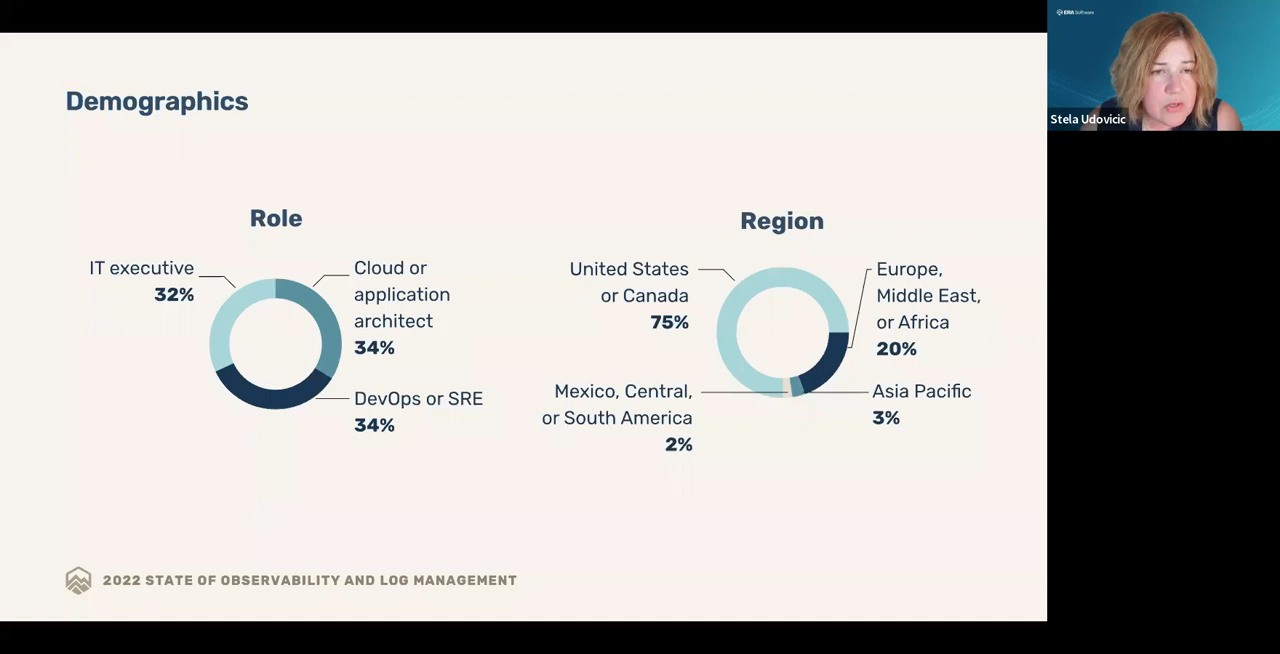 Demographics
Role
IT executive
32%
Cloud or
application
architect
34%
DevOps or SRE
34%
Region
United States
or Canada
75%
Europe,
Middle East,
or Africa
20%
Mexico, Central,
or South America
2%
Asia Pacific
3%
2022 STATE OF OBSERVABILITY AND LOG MANAGEMENT
ERA Software
Stela Udovicic